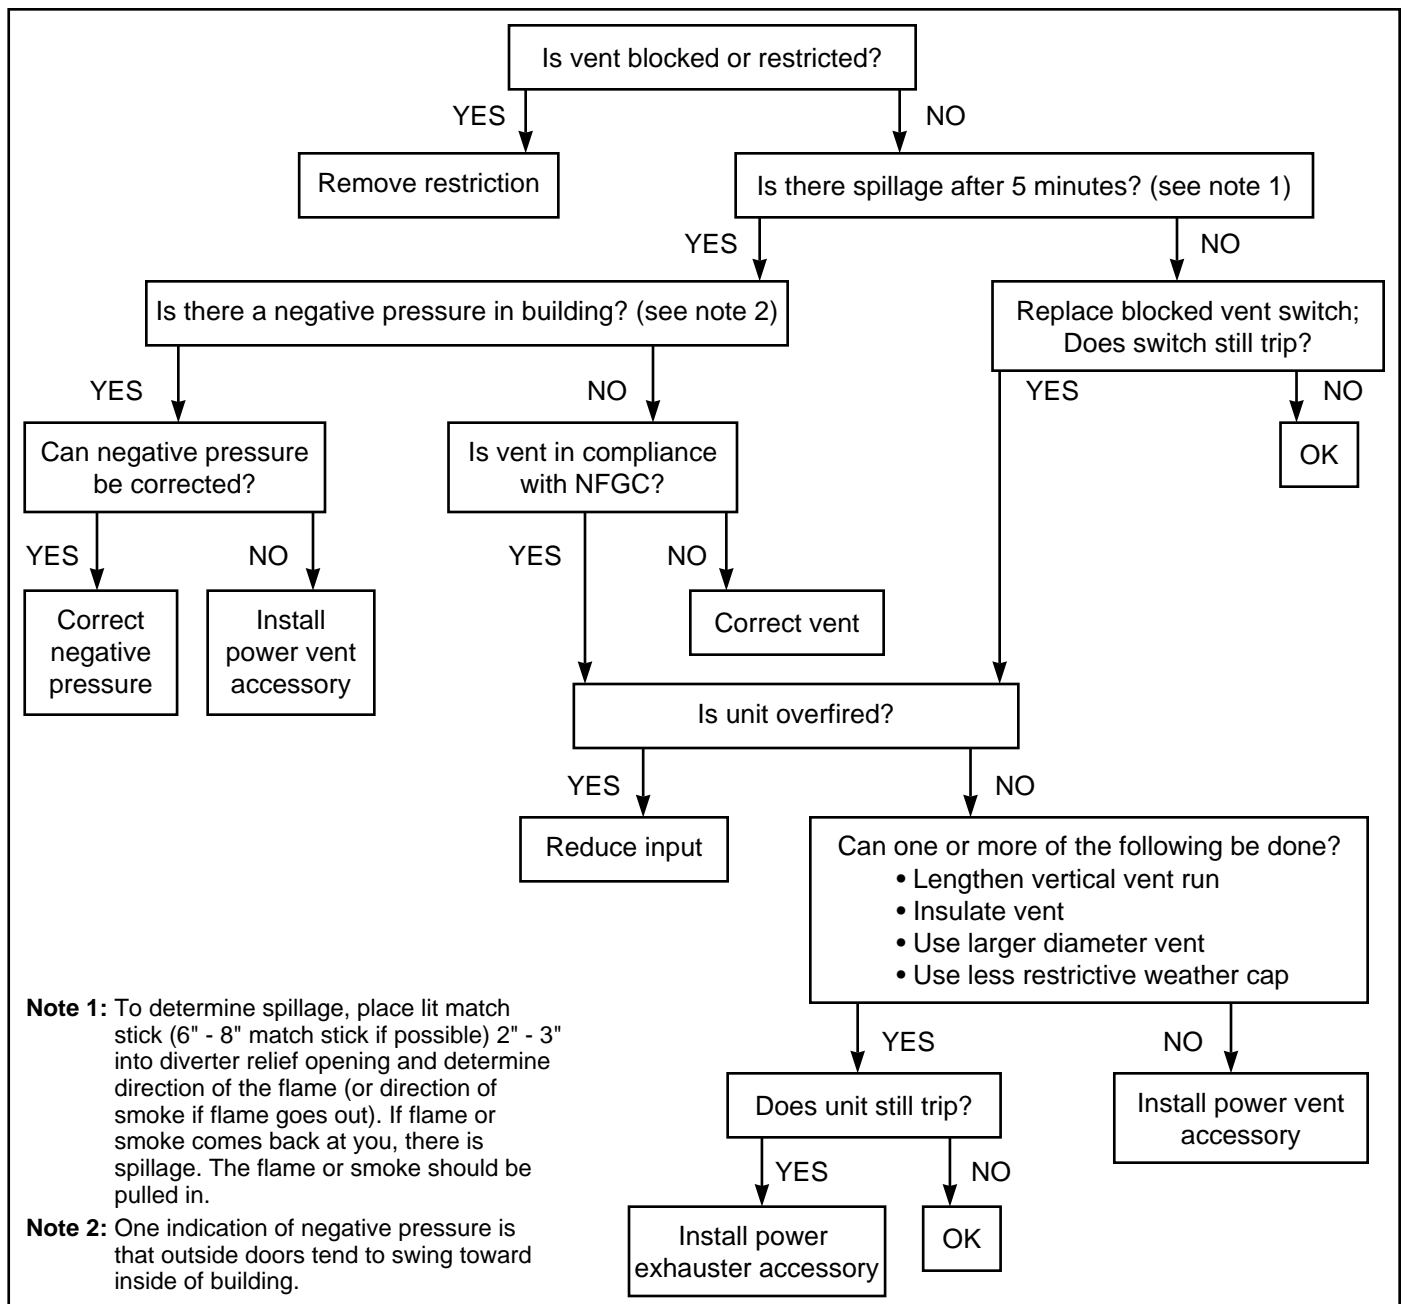 Is vent blocked or restricted?
YES
NO
Remove restriction
Is there spillage after 5 minutes? (see note 1)
YES
NO
Is there a negative pressure in building? (see note 2)
Replace blocked vent switch;
Does switch still trip?
YES
NO
YES
NO
Can negative pressure
be corrected?
Is vent in compliance
with NFGC?
OK
YES
NO
YES
NO
Correct
negative
pressure
Install
power vent
accessory
Correct vent
Is unit overfired?
YES
NO
Reduce input
Can one or more of the following be done?
• Lengthen vertical vent run
• Insulate vent
• Use larger diameter vent
• Use less restrictive weather cap
YES
NO
Does unit still trip?
Install power vent
accessory
YES
NO
Install power
exhauster accessory
OK
Note 1: To determine spillage, place lit match
stick (6" - 8" match stick if possible) 2" - 3"
into diverter relief opening and determine
direction of the flame (or direction of
smoke if flame goes out). If flame or
smoke comes back at you, there is
spillage. The flame or smoke should be
pulled in.
Note 2: One indication of negative pressure is
that outside doors tend to swing toward
inside of building.